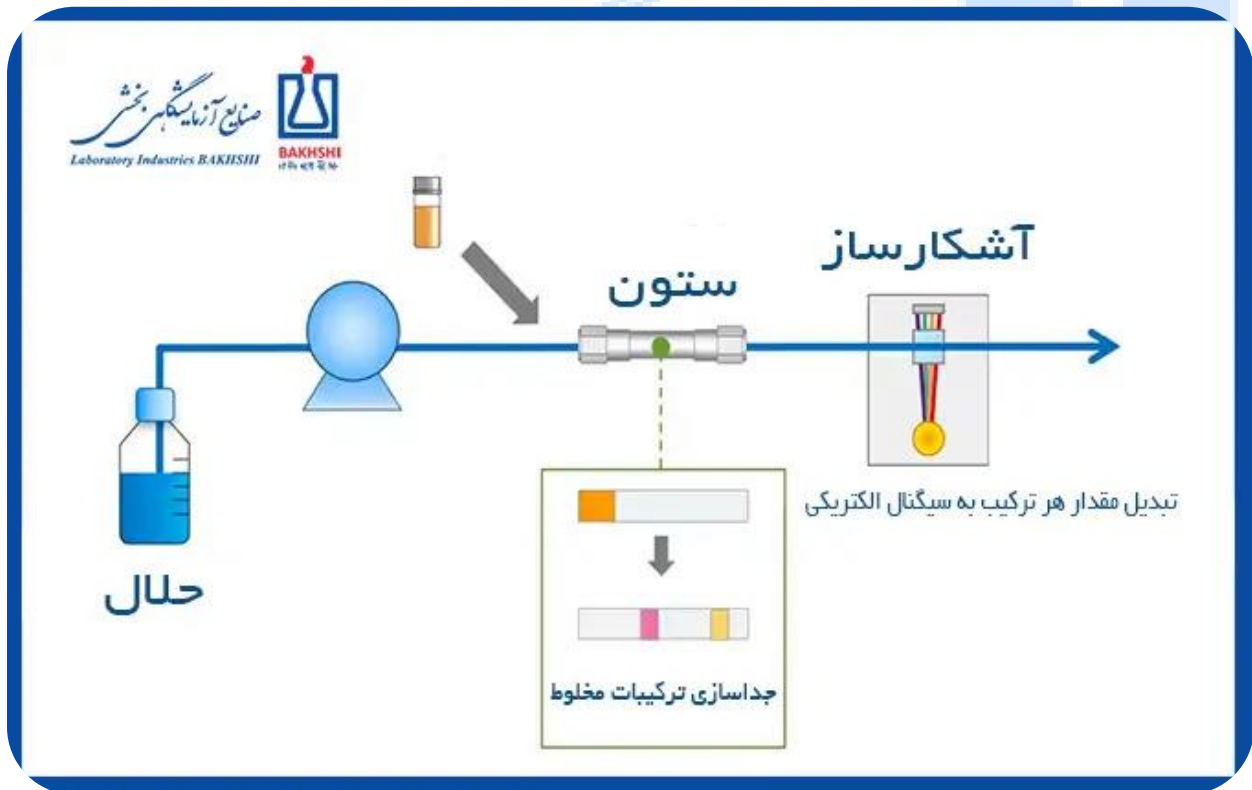 صنایع آزمایشگاهی بخشی
Laboratory Industries BAKHSHI
BAKHSHI
آشکارساز
ستون
تبدیل مقدار هر ترکیب به سیگنال الکتریکی
حلال
جداسازی ترکیبات مخلوط